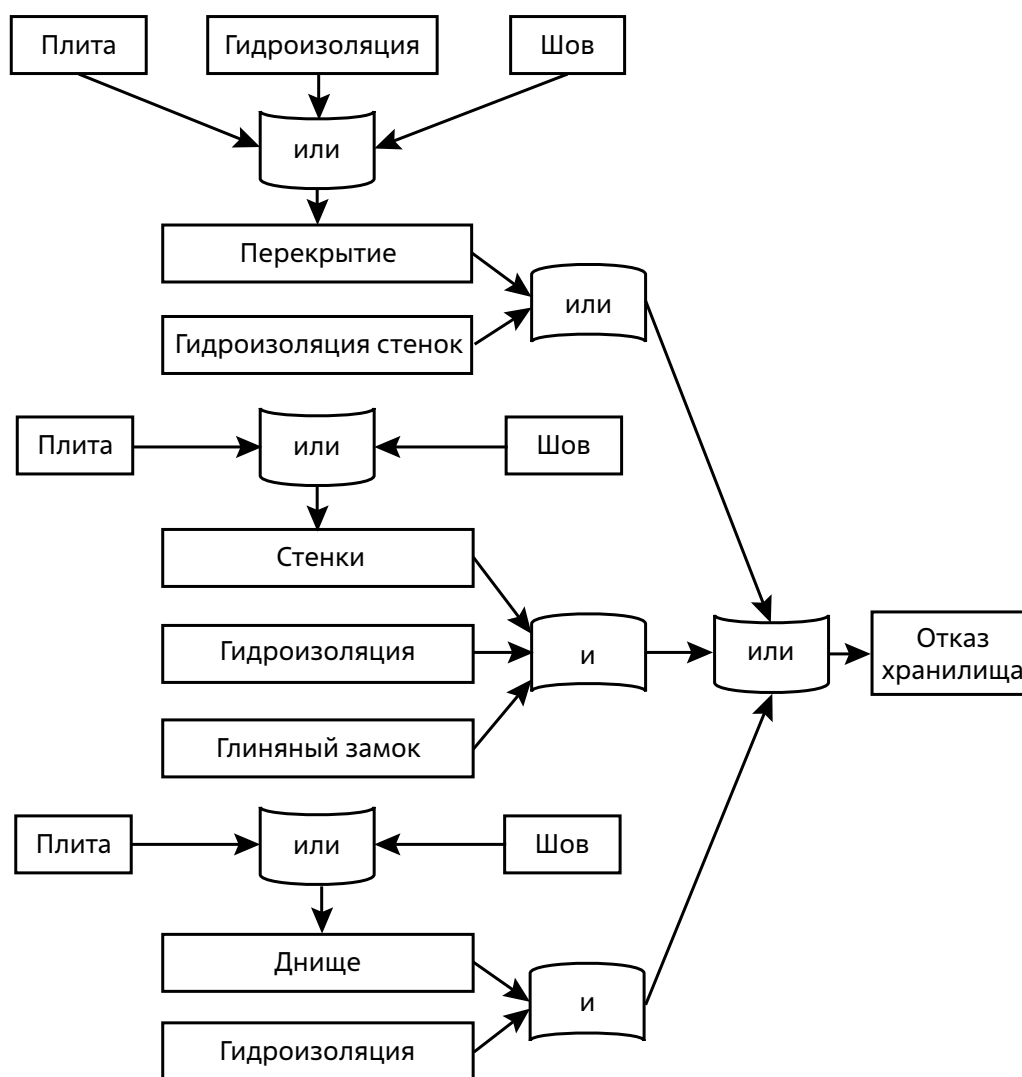 Плита
Гидроизоляция
Шов
или
Перекрытие
или
Гидроизоляция стенок
Плита
или
Шов
Стенки
Гидроизоляция
и
или
Отказ
хранилища
Глиняный замок
Плита
или
Шов
Днище
и
Гидроизоляция